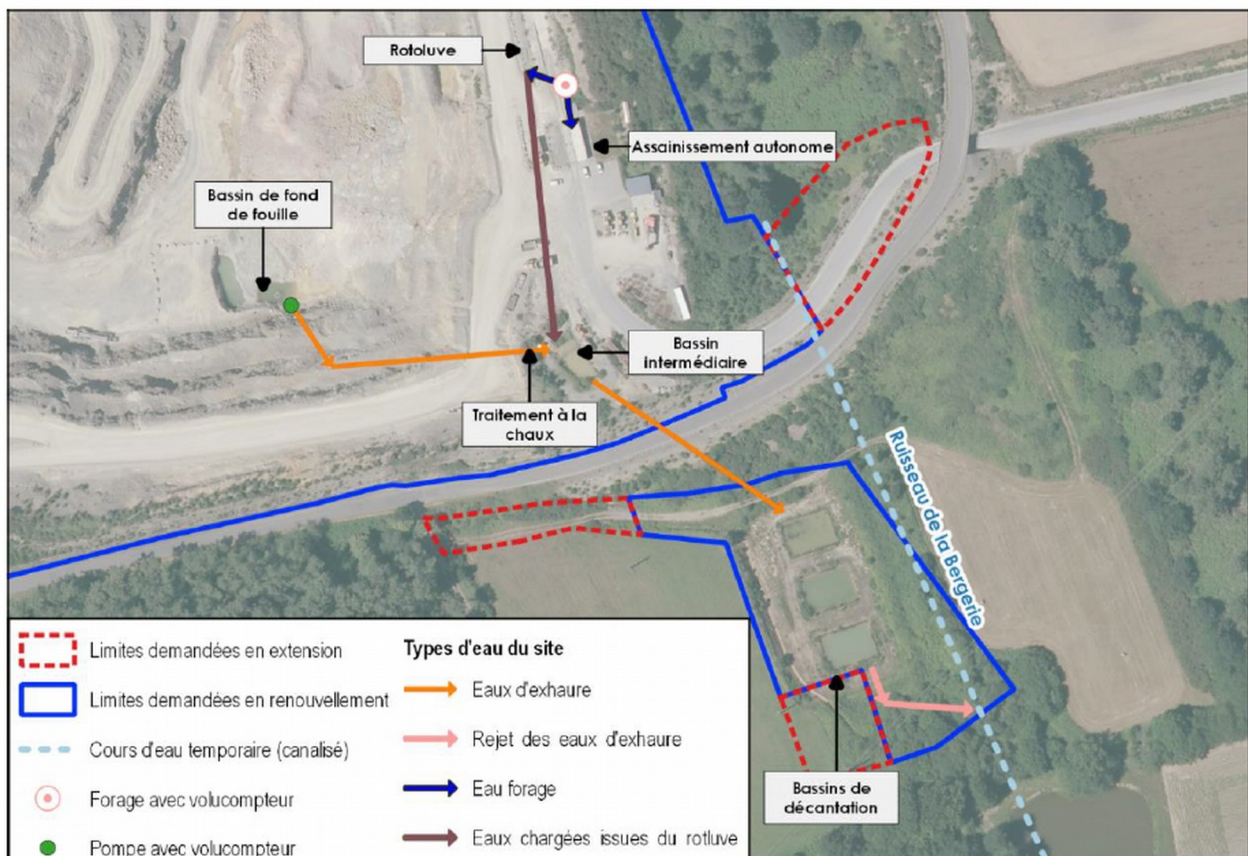 Rotoluve
Assainissement autonome
Bassin de fond
de fouille
Bassin
intermédiaire
Traitement à la
chaux
Ruisseau de la Bergerie
Bassins de
décantation
Limites demandées en extension
Limites demandées en renouvellement
Cours d'eau temporaire (canalisé)
Forage avec volucompteur
Pompe avec volucompteur
Types d'eau du site
Eaux d'exhaure
Rejet des eaux d'exhaure
Eau forage
Eaux chargées issues du rotluve